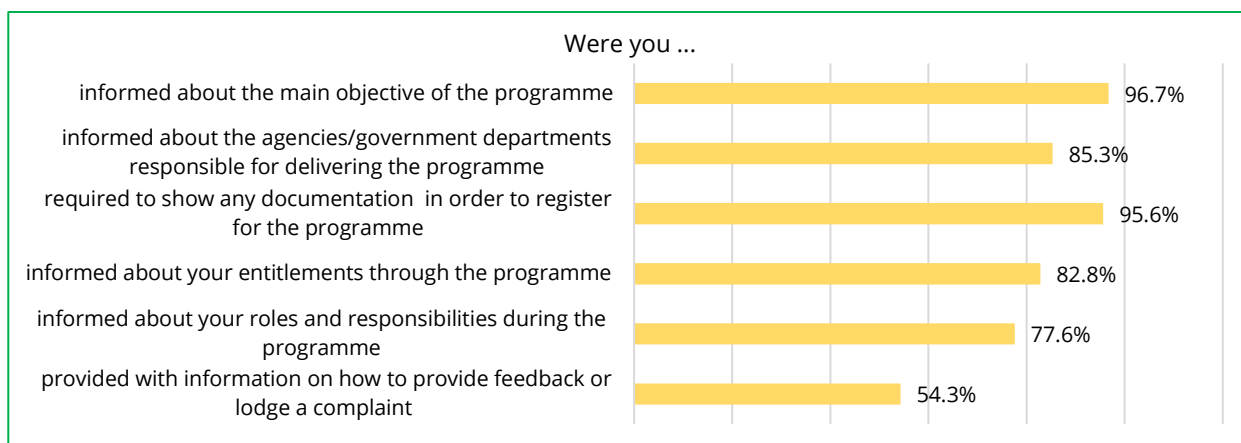 Were you ...
informed about the main objective of the programme
96.7%
informed about the agencies/government departments
responsible for delivering the programme
85.3%
required to show any documentation in order to register
for the programme
95.6%
informed about your entitlements through the programme
82.8%
informed about your roles and responsibilities during the
programme
77.6%
provided with information on how to provide feedback or
lodge a complaint
54.3%